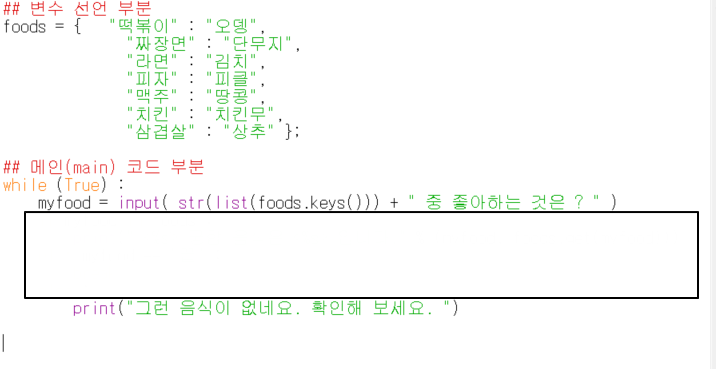 ## 변수 선언 부분
foods = {   "떡볶이" : "오뎅",
"짜장면" : "단무지",
"라면" : "김치",
"피자" : "피클",
"맥주" : "땅콩",
"치킨" : "치킨무",
"삼겹살" : "상추" };
## 메인(main) 코드 부분
while (True) :
myfood = input( str(list(foods.keys())) + " 중 좋아하는 것은 ? " )
print("그런 음식이 없네요. 확인해 보세요. ")